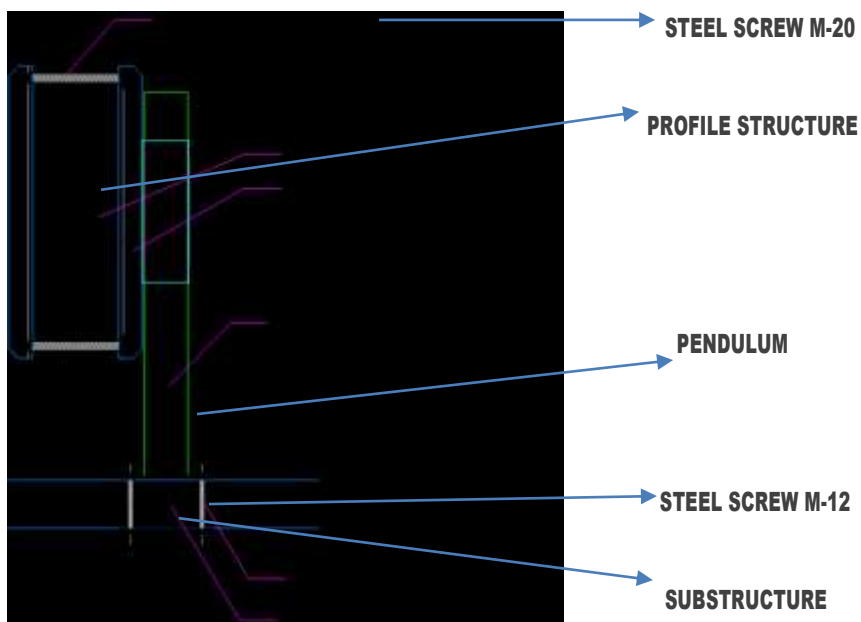 STEEL SCREW M-20
PROFILE STRUCTURE
PENDULUM
STEEL SCREW M-12
SUBSTRUCTURE